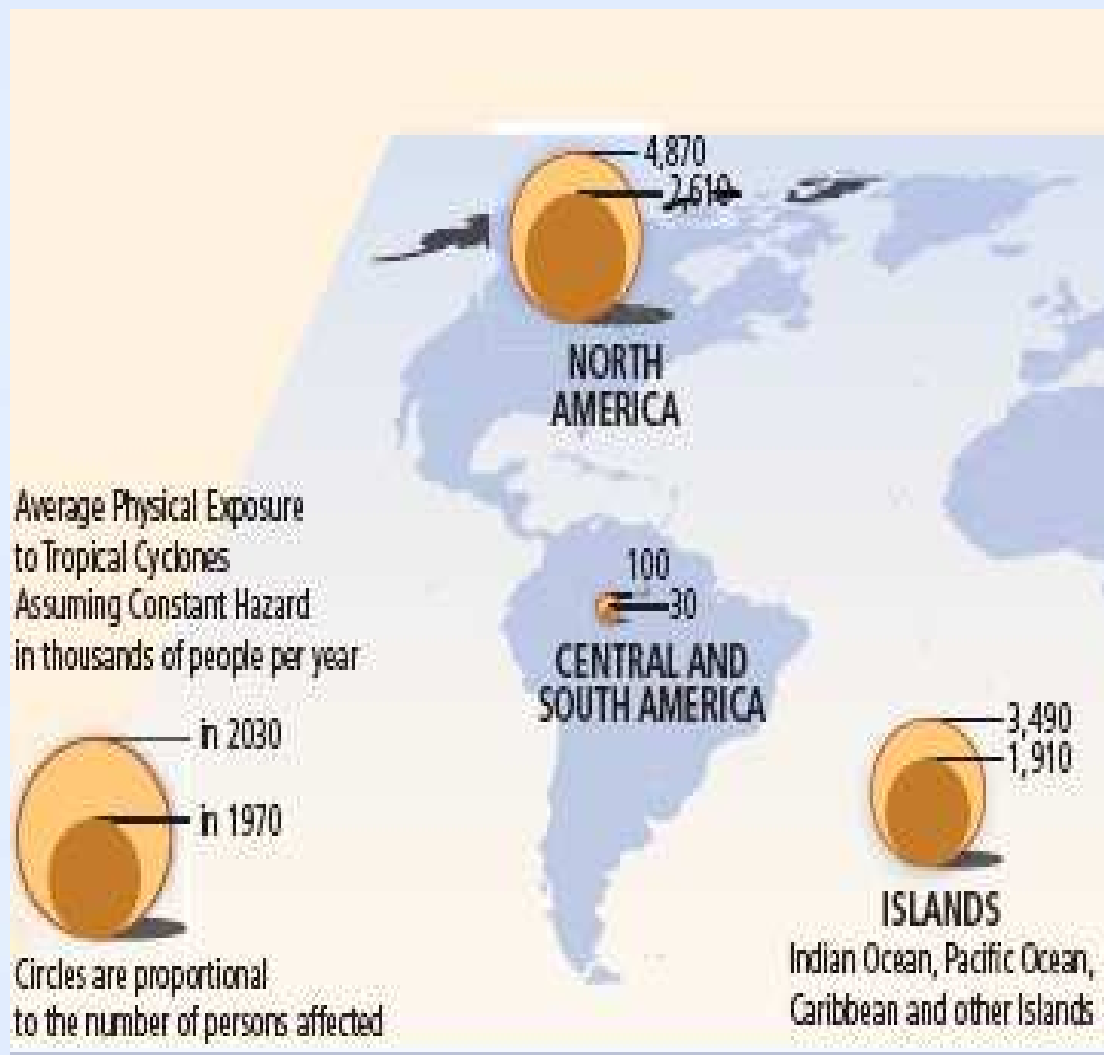 4,870
2,610
NORTH
AMERICA
Average Physical Exposure
to Tropical Cyclones
Assuming Constant Hazard
in thousands of people per year
in 2030
in 1970
Circles are proportional
to the number of persons affected
100
30
CENTRAL AND
SOUTH AMERICA
3,490
1,910
ISLANDS
Indian Ocean, Pacific Ocean,
Caribbean and other Islands